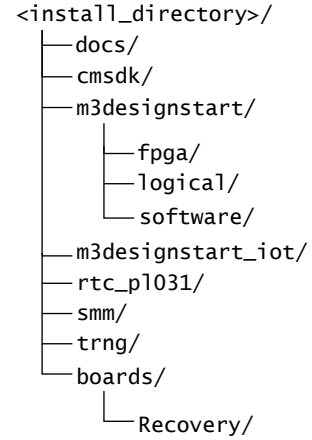 <install_directory>/
docs/
cmsdk/
m3designstart/
fpga/
logical/
software/
m3designstart_iot/
rtc_pl031/
smm/
trng/
boards/
Recovery/